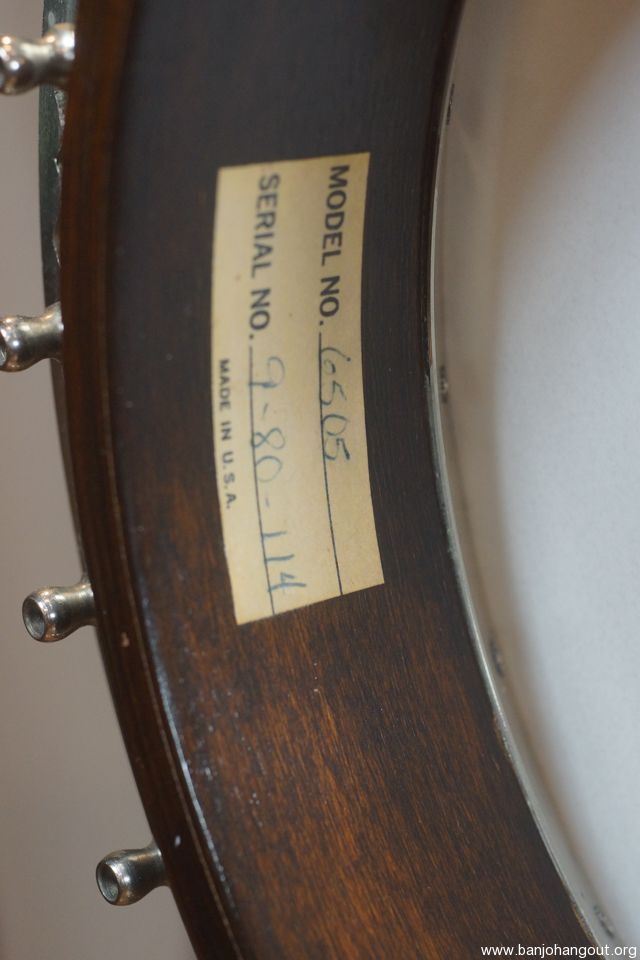 MODEL NO. 6505
SERIAL NO. 9-80-114
MADE IN U.S.A.
www.banjohangout.org